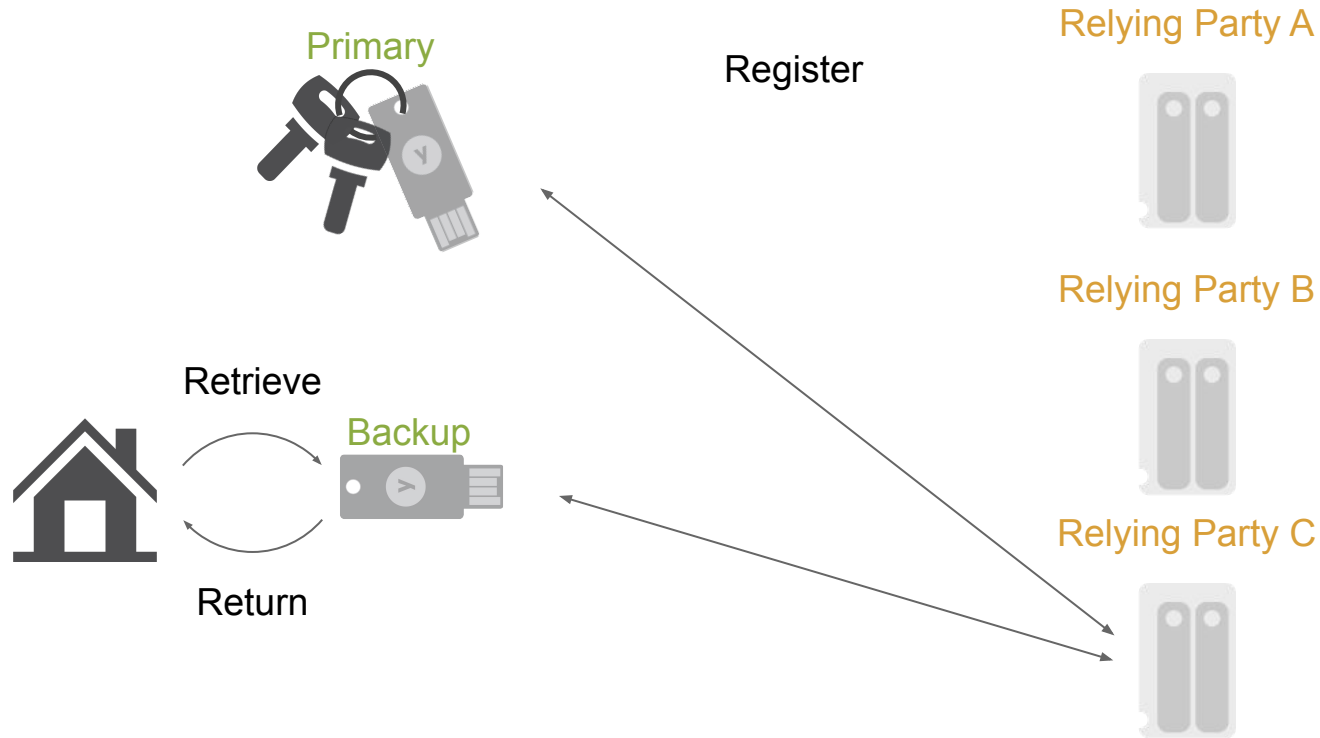 Primary
Register
Relying Party A
y
Relying Party B
Retrieve
Backup
y
Relying Party C
Return